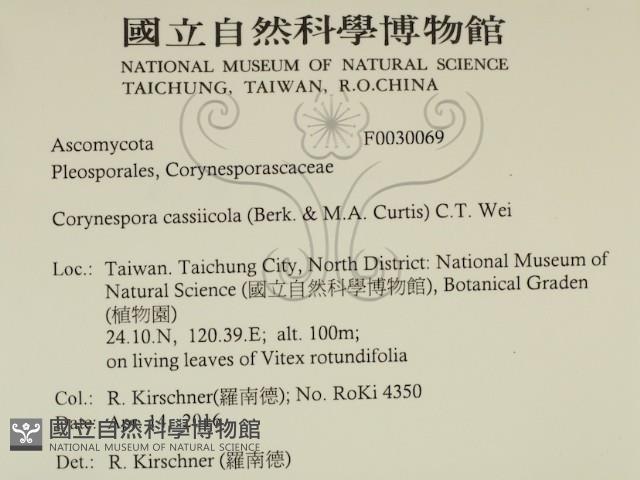 國立自然科學博物館
NATIONAL MUSEUM OF NATURAL SCIENCE
TAICHUNG, TAIWAN, R.O.CHINA
Ascomycota F0030069
Pleosporales, Corynesporascaceae
Corynespora cassiicola (Berk. & M.A. Curtis) C.T. Wei
Loc.: Taiwan. Taichung City, North District: National Museum of
Natural Science (國立自然科學博物館), Botanical Graden
(植物園)
24.10.N, 120.39.E; alt. 100m;
on living leaves of Vitex rotundifolia
Col.: R. Kirschner(羅南德); No. RoKi 4350
Date: Apr. 14, 2016
國立自然科學博物館
NATIONAL MUSEUM OF NATURAL SCIENCE
Det.: R. Kirschner (羅南德)